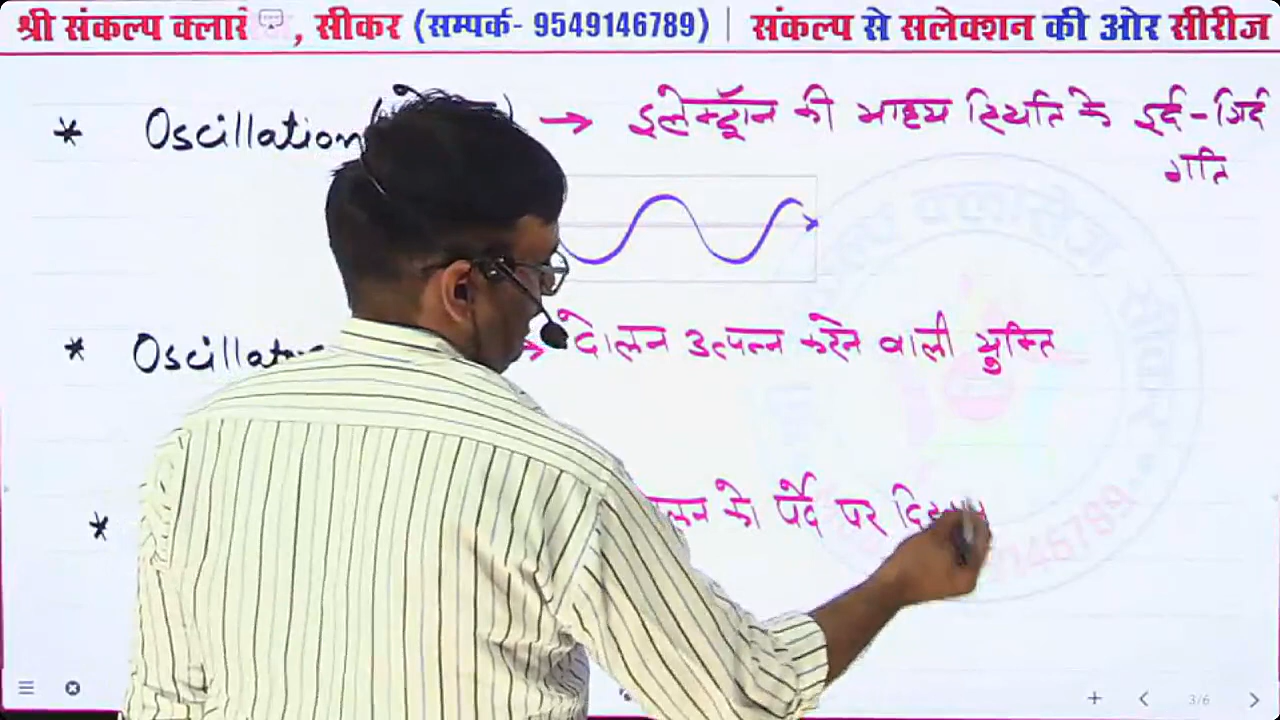 श्री संकल्प क्ला , सीकर (सम्पर्क- 9549146789) | संकल्प से सलेक्शन की ओर सीरीज
* Oscillation ( ) → इलेक्ट्रॉन की माध्य स्थिति के इर्द-गिर्द
गति
* Oscillat → दोलन उत्पन्न करने वाली युक्ति
* लन को पर्दे पर
3/6